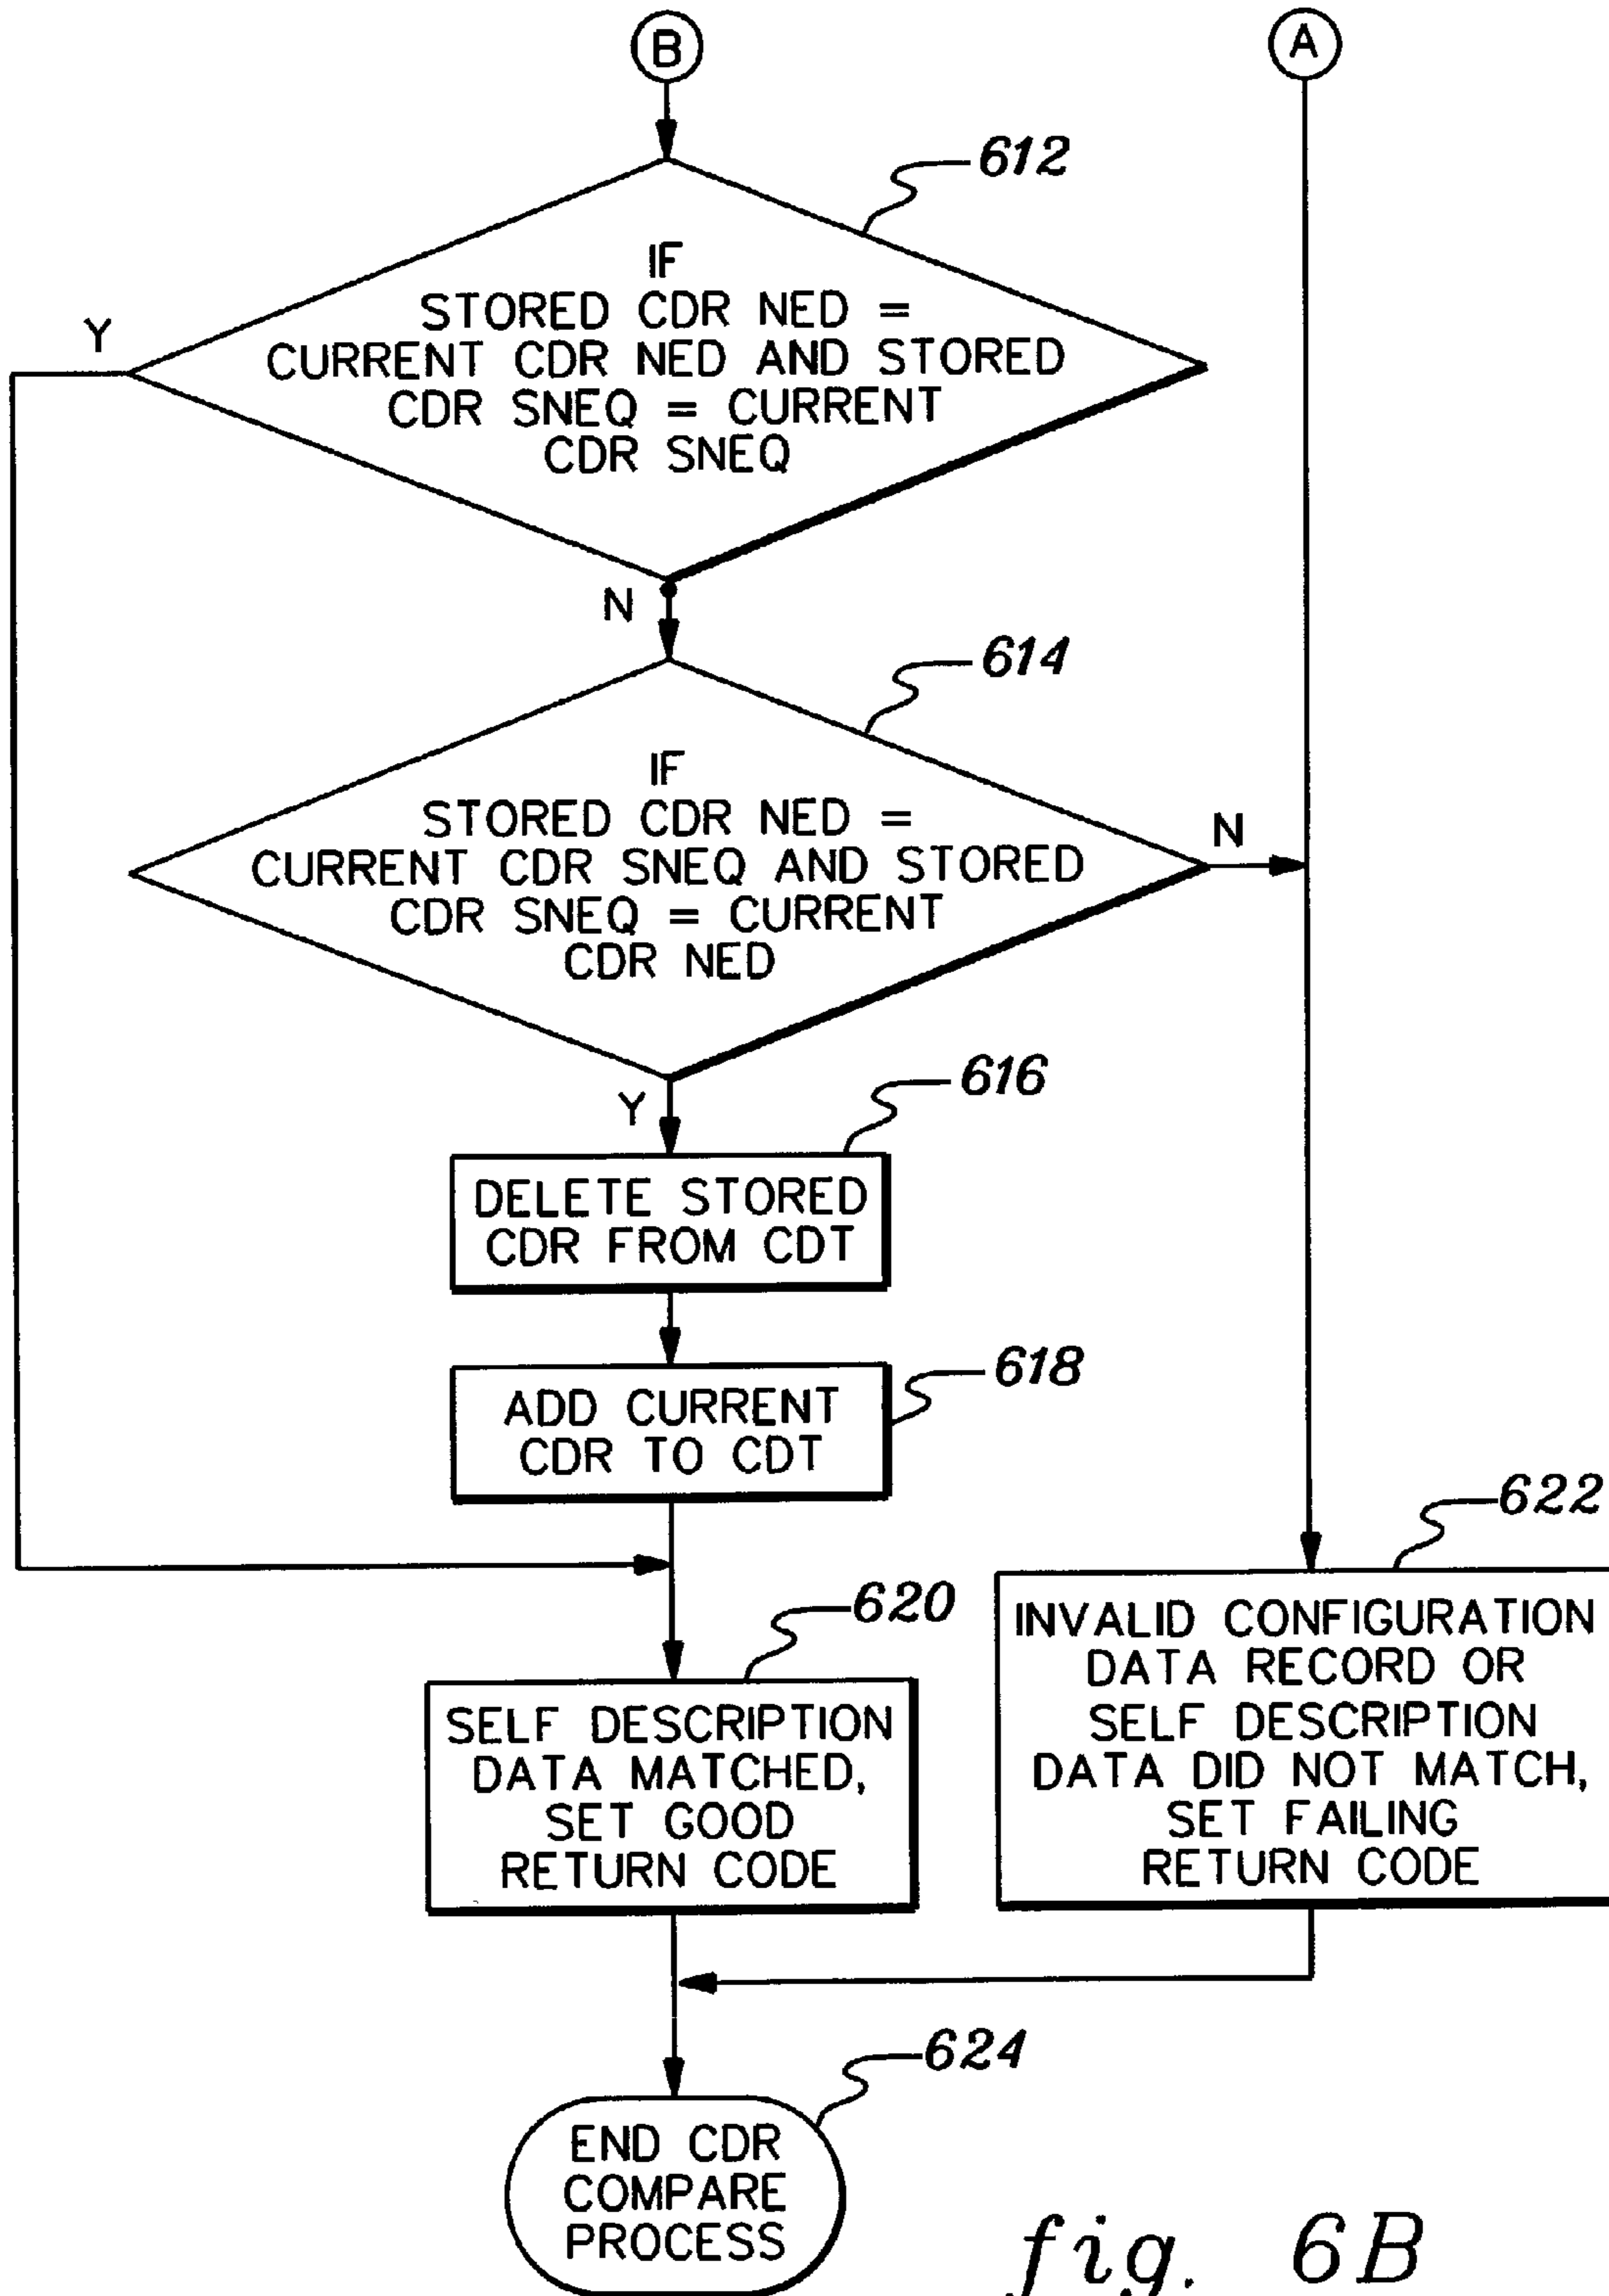 B
A
612
IF
STORED CDR NED =
CURRENT CDR NED AND STORED
CDR SNEQ = CURRENT
CDR SNEQ
Y
N
614
IF
STORED CDR NED =
CURRENT CDR SNEQ AND STORED
CDR SNEQ = CURRENT
CDR NED
N
Y
616
DELETE STORED
CDR FROM CDT
618
ADD CURRENT
CDR TO CDT
620
SELF DESCRIPTION
DATA MATCHED,
SET GOOD
RETURN CODE
622
INVALID CONFIGURATION
DATA RECORD OR
SELF DESCRIPTION
DATA DID NOT MATCH,
SET FAILING
RETURN CODE
624
END CDR
COMPARE
PROCESS
fig. 6B